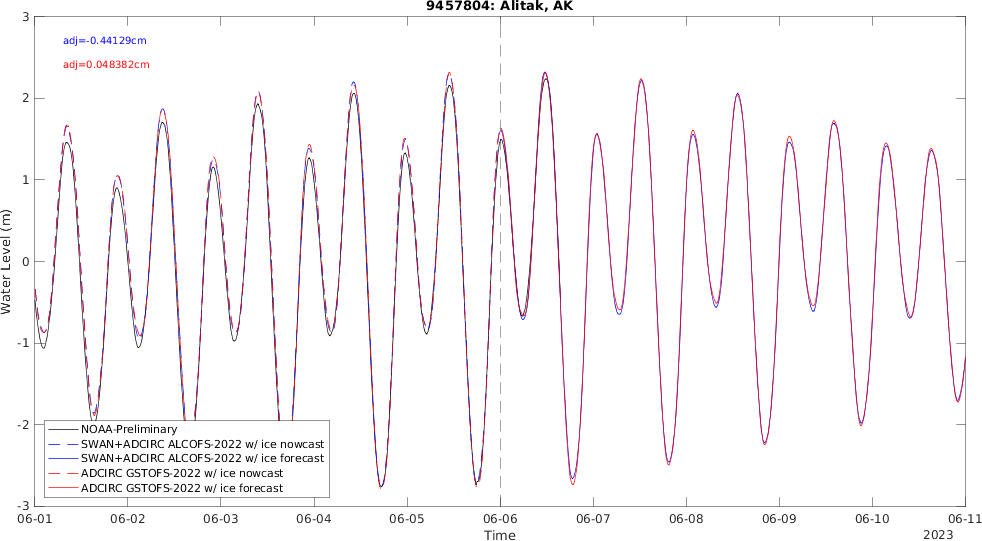 9457804: Alitak, AK
adj=-0.44129cm
adj=0.048382cm
3
2
1
0
-1
-2
-3
Water Level (m)
NOAA-Preliminary
SWAN+ADCIRC ALCOFS-2022 w/ ice nowcast
SWAN+ADCIRC ALCOFS-2022 w/ ice forecast
ADCIRC GSTOFS-2022 w/ ice nowcast
ADCIRC GSTOFS-2022 w/ ice forecast
06-01 06-02 06-03 06-04 06-05 06-06 06-07 06-08 06-09 06-10 06-11
Time
2023